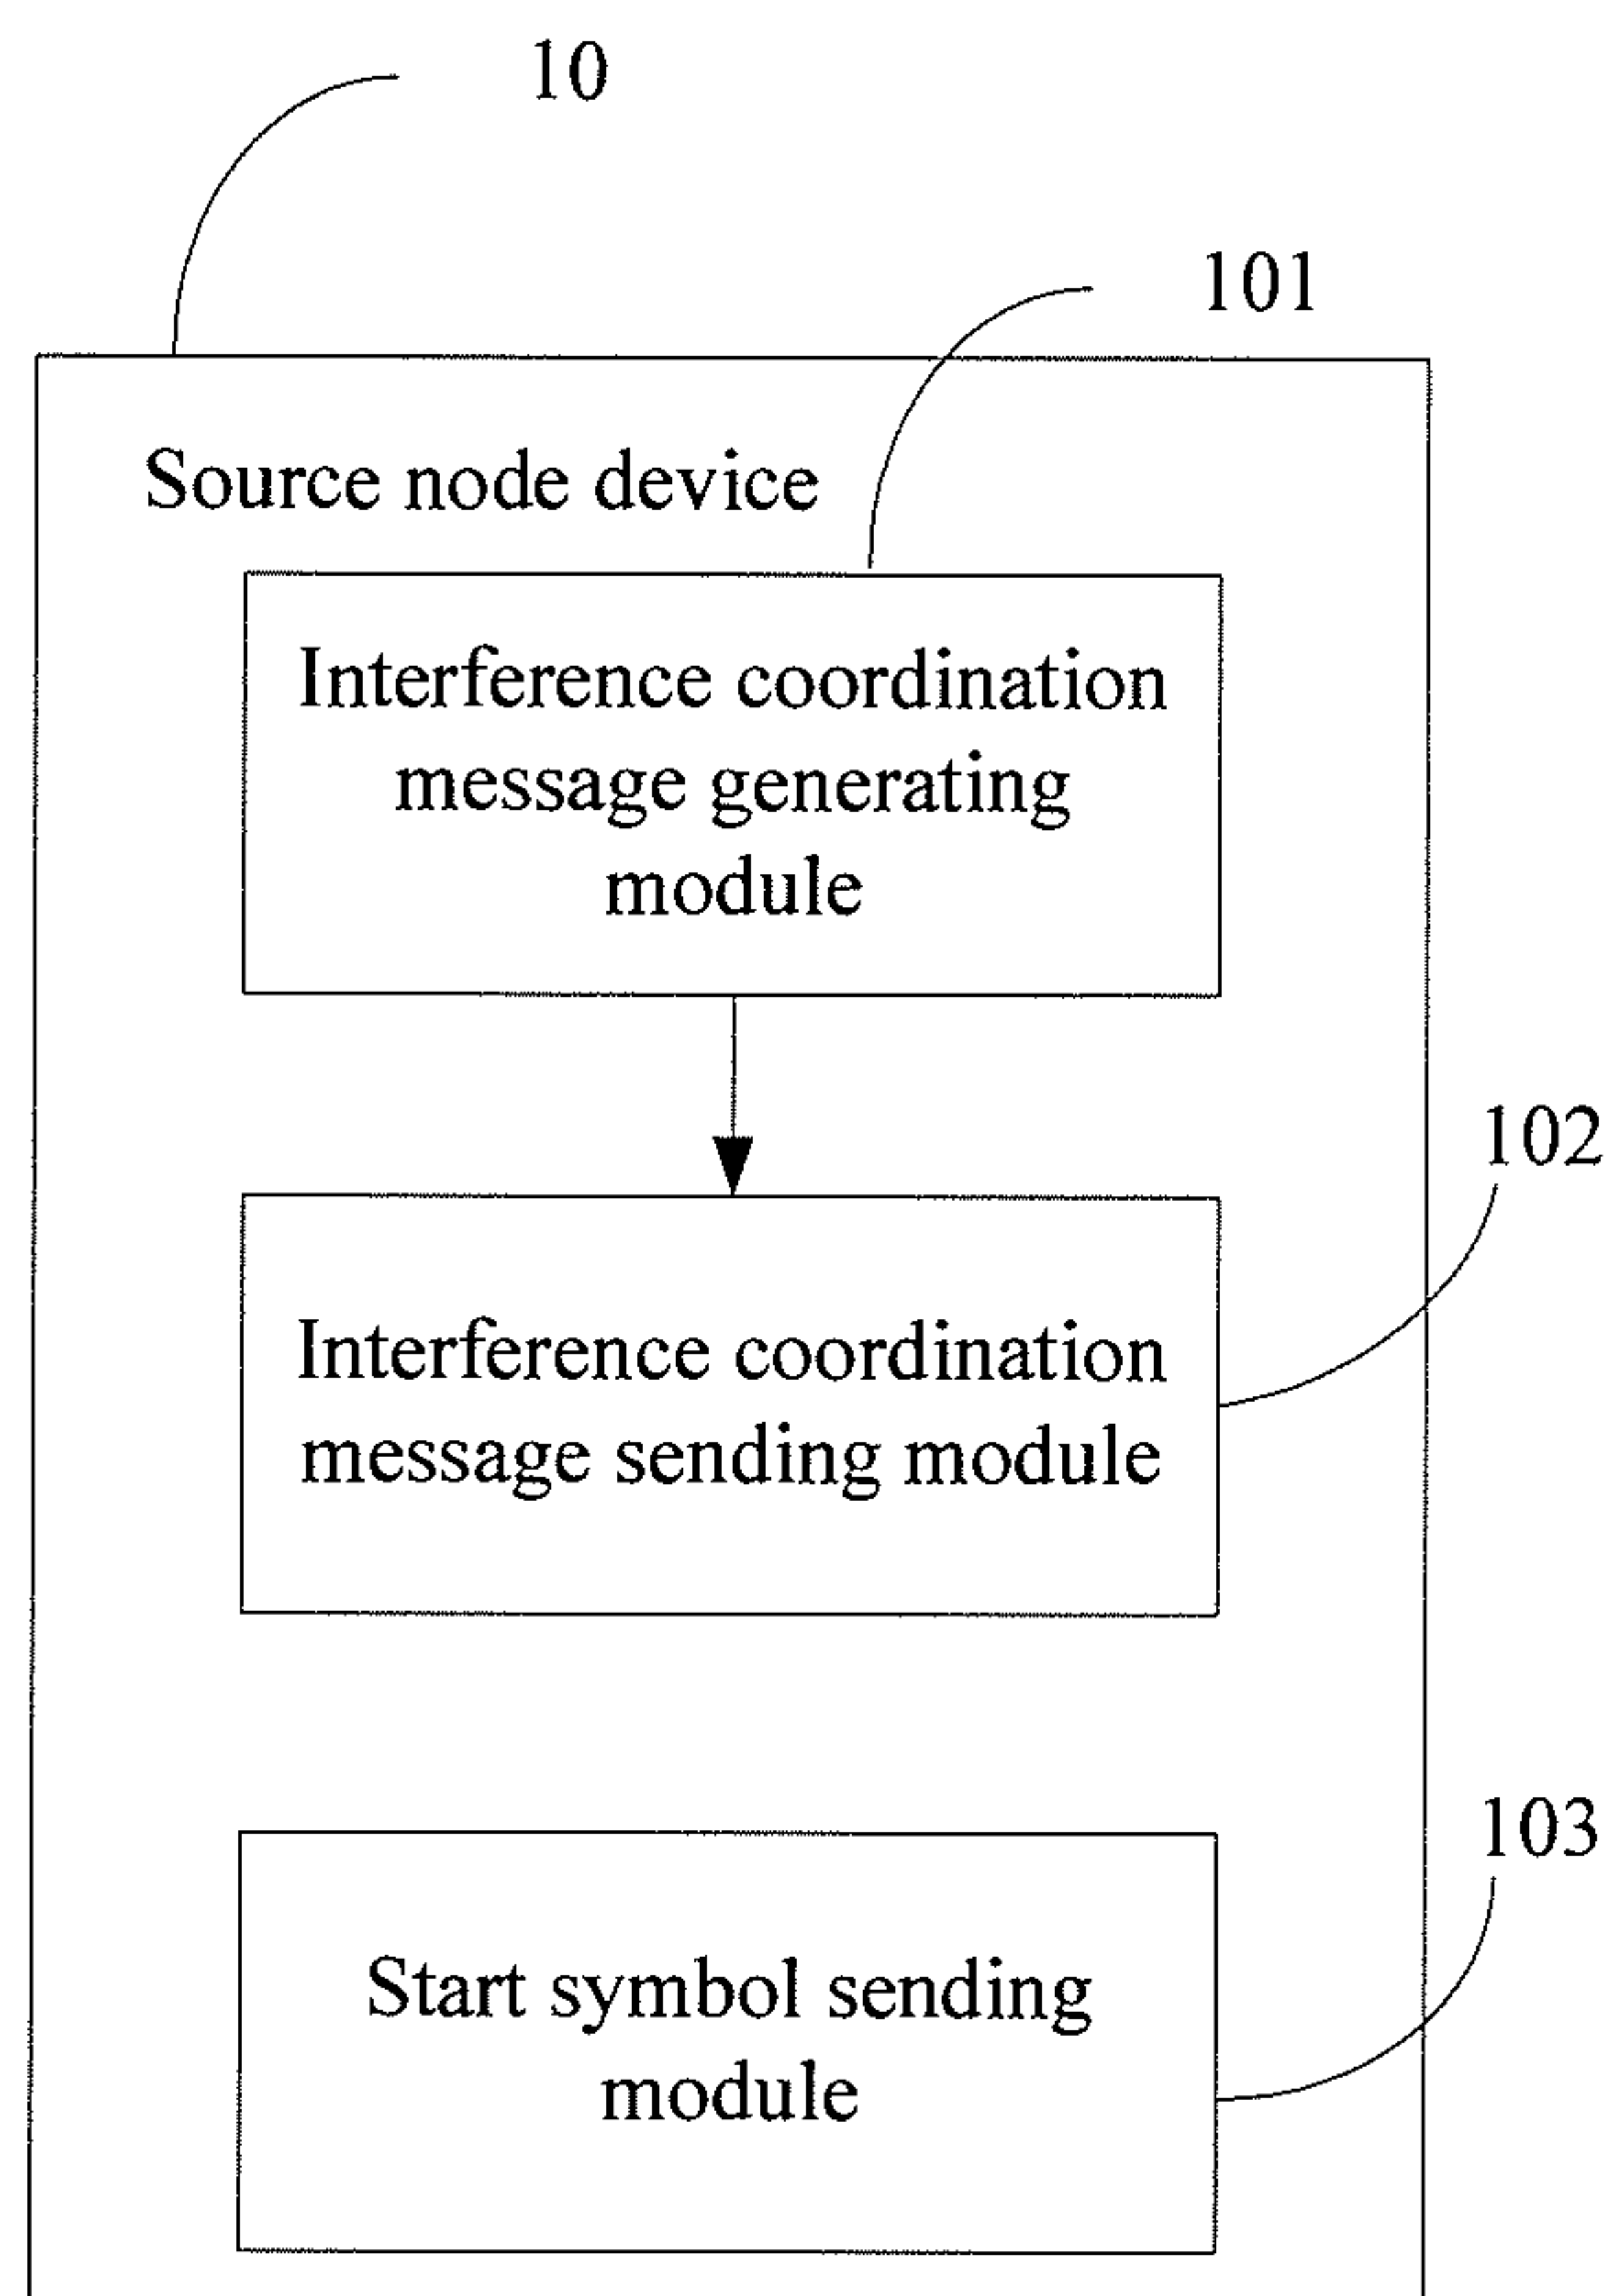 10
101
Source node device
Interference coordination
message generating
module
102
Interference coordination
message sending module
103
Start symbol sending
module